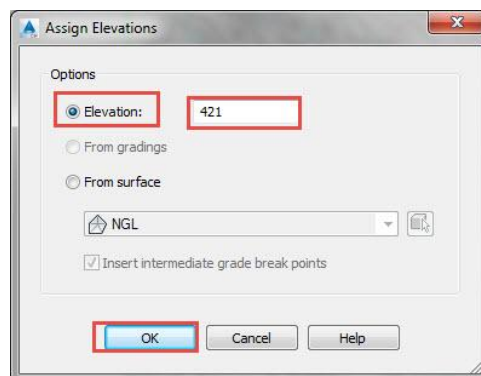 Assign Elevations
Options
Elevation: 421
From gradings
From surface
NGL
Insert intermediate grade break points
OK Cancel Help